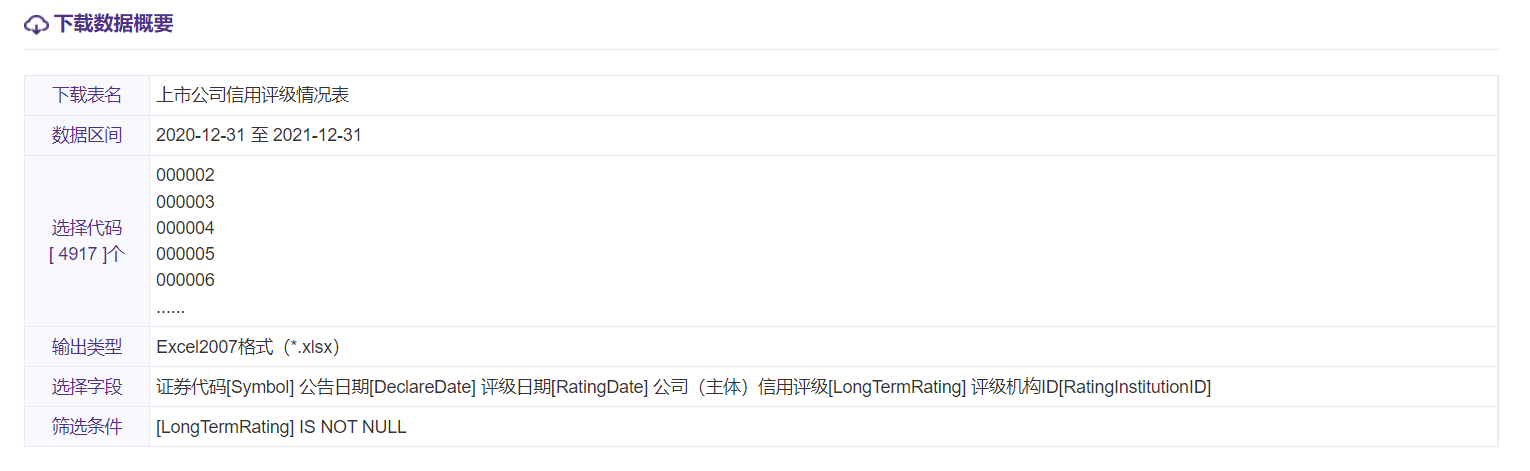 下载数据概要
下载表名 上市公司信用评级情况表
数据区间 2020-12-31 至 2021-12-31
选择代码
[ 4917 ]个
000002
000003
000004
000005
000006
......
输出类型 Excel2007格式（*.xlsx）
选择字段 证券代码[Symbol] 公告日期[DeclareDate] 评级日期[RatingDate] 公司（主体）信用评级[LongTermRating] 评级机构ID[RatingInstitutionID]
筛选条件 [LongTermRating] IS NOT NULL